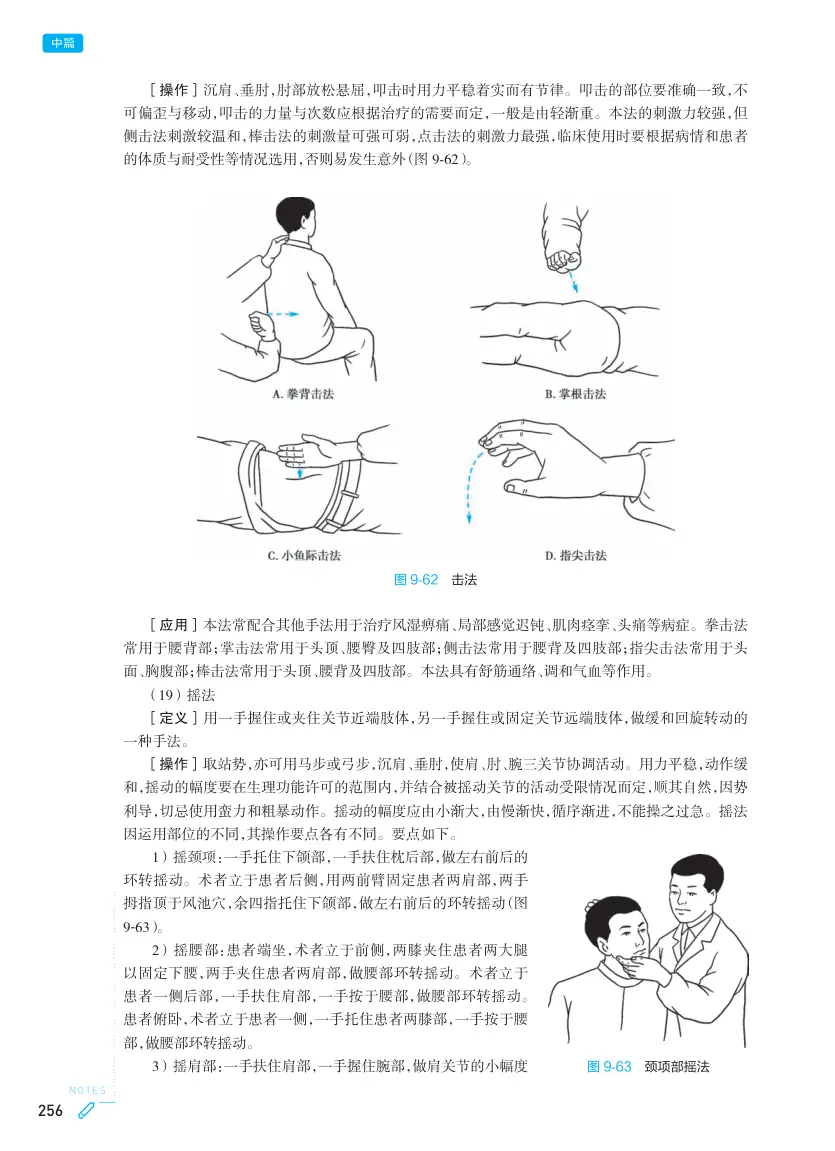 中篇
［操作］沉肩、垂肘，肘部放松悬屈，叩击时用力平稳着实而有节律。叩击的部位要准确一致，不
可偏歪与移动，叩击的力量与次数应根据治疗的需要而定，一般是由轻渐重。本法的刺激力较强，但
侧击法刺激较温和，棒击法的刺激量可强可弱，点击法的刺激力最强，临床使用时要根据病情和患者
的体质与耐受性等情况选用，否则易发生意外（图 9-62）。
A. 拳背击法
B. 掌根击法
C. 小鱼际击法
D. 指尖击法
图 9-62 击法
［应用］本法常配合其他手法用于治疗风湿痹痛、局部感觉迟钝、肌肉痉挛、头痛等病症。拳击法
常用于腰背部；掌击法常用于头顶、腰臀及四肢部；侧击法常用于腰背及四肢部；指尖击法常用于头
面、胸腹部；棒击法常用于头顶、腰背及四肢部。本法具有舒筋通络、调和气血等作用。
（19）摇法
［定义］用一手握住或夹住关节近端肢体，另一手握住或固定关节远端肢体，做缓和回旋转动的
一种手法。
［操作］取站势，亦可用马步或弓步，沉肩、垂肘，使肩、肘、腕三关节协调活动。用力平稳，动作缓
和，摇动的幅度要在生理功能许可的范围内，并结合被摇动关节的活动受限情况而定，顺其自然，因势
利导，切忌使用蛮力和粗暴动作。摇动的幅度应由小渐大，由慢渐快，循序渐进，不能操之过急。摇法
因运用部位的不同，其操作要点各有不同。要点如下。
1）摇颈项：一手托住下颌部，一手扶住枕后部，做左右前后的
环转摇动。术者立于患者后侧，用两前臂固定患者两肩部，两手
拇指顶于风池穴，余四指托住下颌部，做左右前后的环转摇动（图
9-63）。
2）摇腰部：患者端坐，术者立于前侧，两膝夹住患者两大腿
以固定下腰，两手夹住患者两肩部，做腰部环转摇动。术者立于
患者一侧后部，一手扶住肩部，一手按于腰部，做腰部环转摇动。
患者俯卧，术者立于患者一侧，一手托住患者两膝部，一手按于腰
部，做腰部环转摇动。
3）摇肩部：一手扶住肩部，一手握住腕部，做肩关节的小幅度
图 9-63 颈项部摇法
NOTES
256